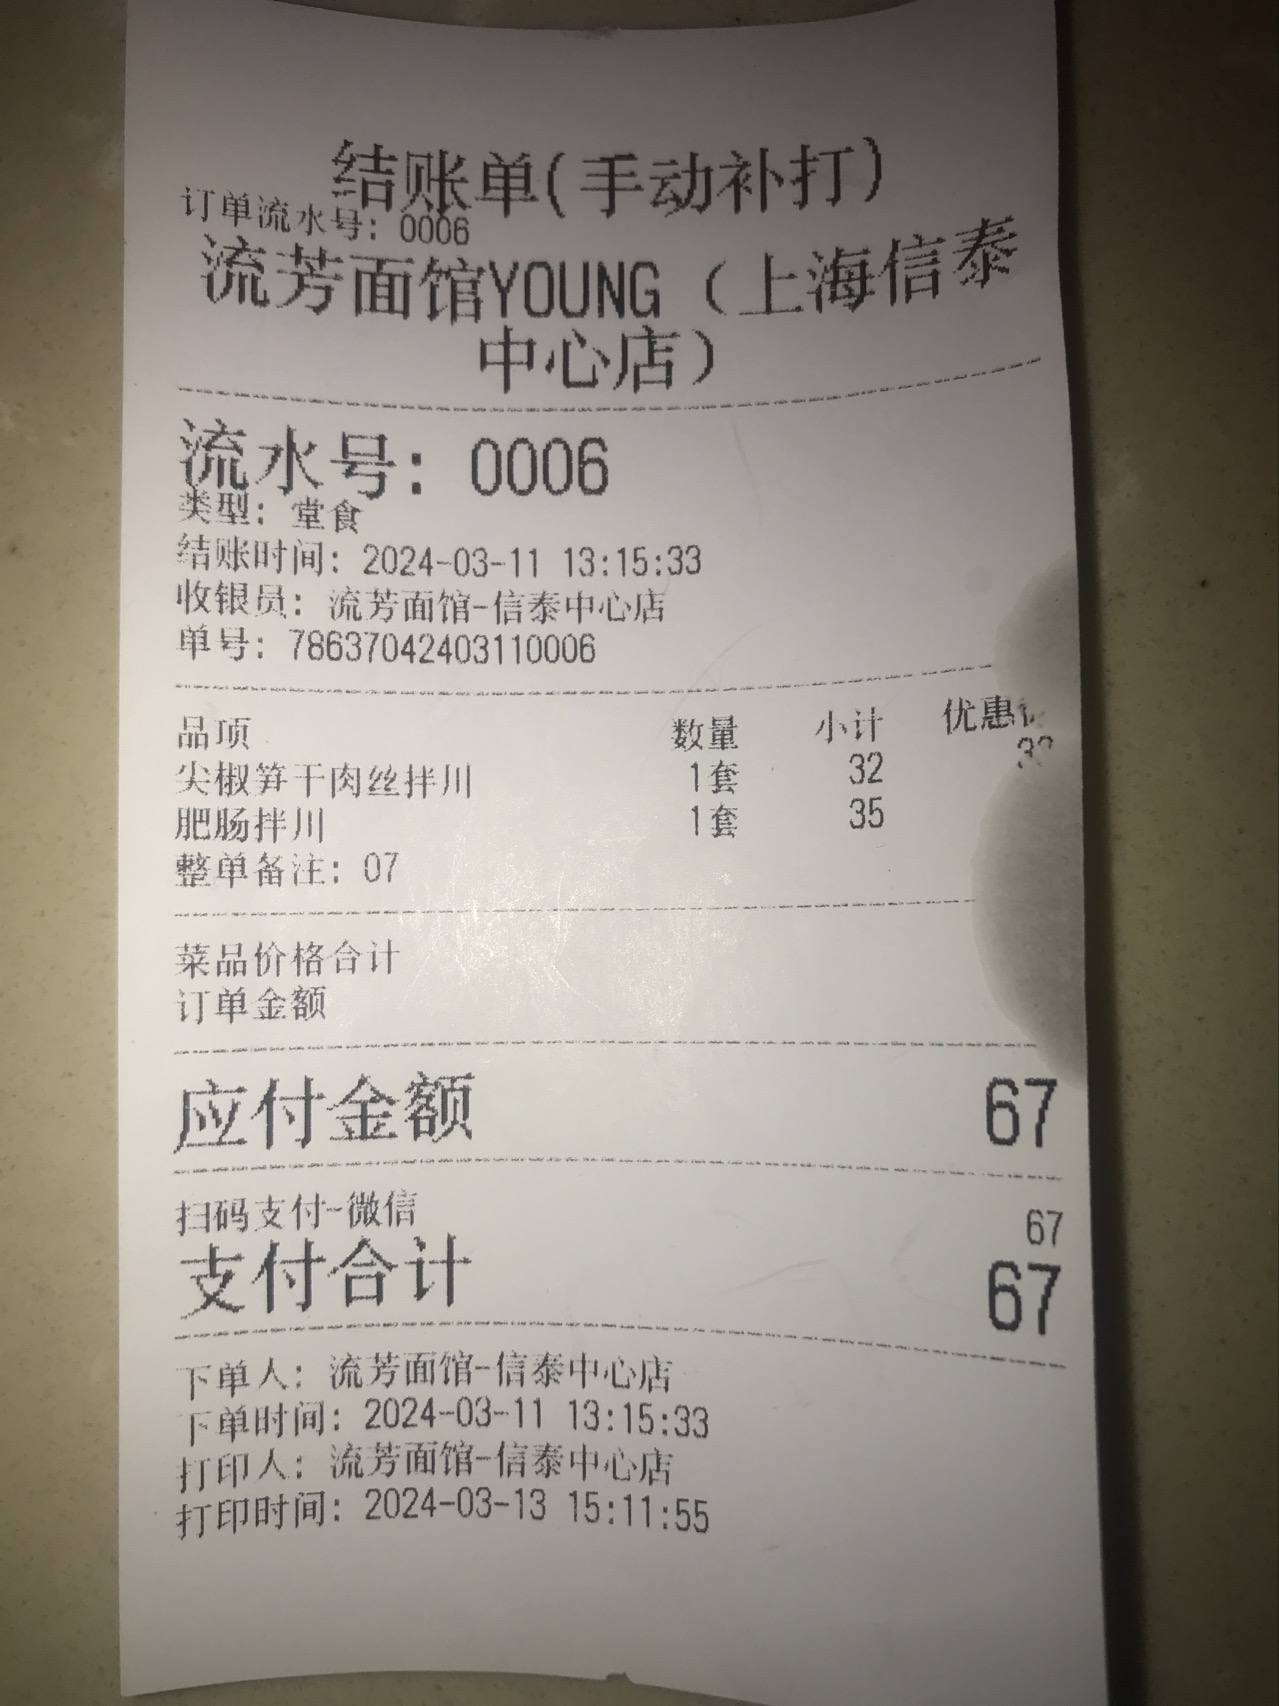 结账单(手动补打)
订单流水号: 0006
流芳面馆YOUNG（上海信泰
中心店）
流水号: 0006
类型: 堂食
结账时间: 2024-03-11 13:15:33
收银员: 流芳面馆-信泰中心店
单号: 78637042403110006
品项 数量 小计 优惠
尖椒笋干肉丝拌川 1套 32
肥肠拌川 1套 35
整单备注: 07
菜品价格合计
订单金额
应付金额 67
扫码支付-微信 67
支付合计 67
下单人: 流芳面馆-信泰中心店
下单时间: 2024-03-11 13:15:33
打印人: 流芳面馆-信泰中心店
打印时间: 2024-03-13 15:11:55